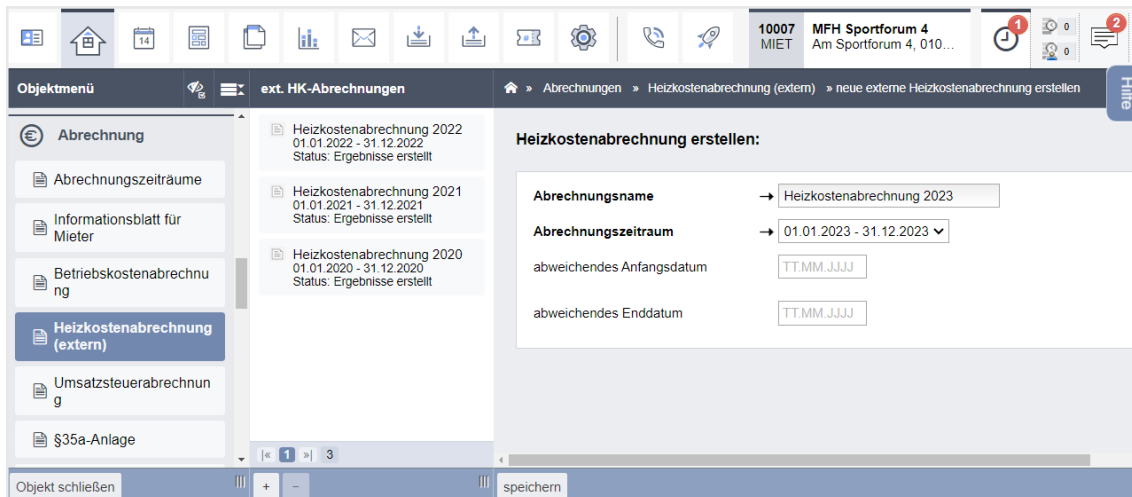 14
10007
MIET
MFH Sportforum 4
Am Sportforum 4, 010...
1
0
0
2
Objektmenü
ext. HK-Abrechnungen
» Abrechnungen » Heizkostenabrechnung (extern) » neue externe Heizkostenabrechnung erstellen
Hilfe
Abrechnung
Abrechnungszeiträume
Informationsblatt für
Mieter
Betriebskostenabrechnu
ng
Heizkostenabrechnung
(extern)
Umsatzsteuerabrechnun
g
§35a-Anlage
Heizkostenabrechnung 2022
01.01.2022 - 31.12.2022
Status: Ergebnisse erstellt
Heizkostenabrechnung 2021
01.01.2021 - 31.12.2021
Status: Ergebnisse erstellt
Heizkostenabrechnung 2020
01.01.2020 - 31.12.2020
Status: Ergebnisse erstellt
|« 1 »| 3
Heizkostenabrechnung erstellen:
Abrechnungsname → Heizkostenabrechnung 2023
Abrechnungszeitraum → 01.01.2023 - 31.12.2023
abweichendes Anfangsdatum TT.MM.JJJJ
abweichendes Enddatum TT.MM.JJJJ
Objekt schließen
+ −
speichern